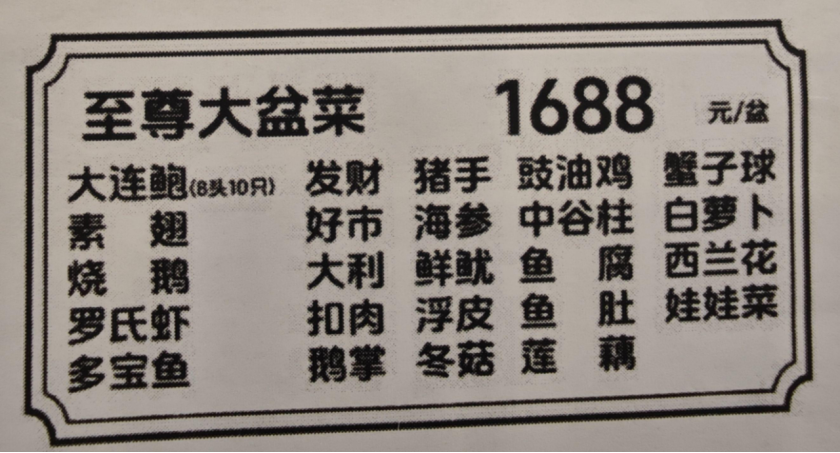 至尊大盆菜 1688 元/盆
大连鲍(8头10只) 发财 猪手 豉油鸡 蟹子球
素翅 好市 海参 中谷柱 白萝卜
烧鹅 大利 鲜鱿 鱼腐 西兰花
罗氏虾 扣肉 浮皮 鱼肚 娃娃菜
多宝鱼 鹅掌 冬菇 莲藕